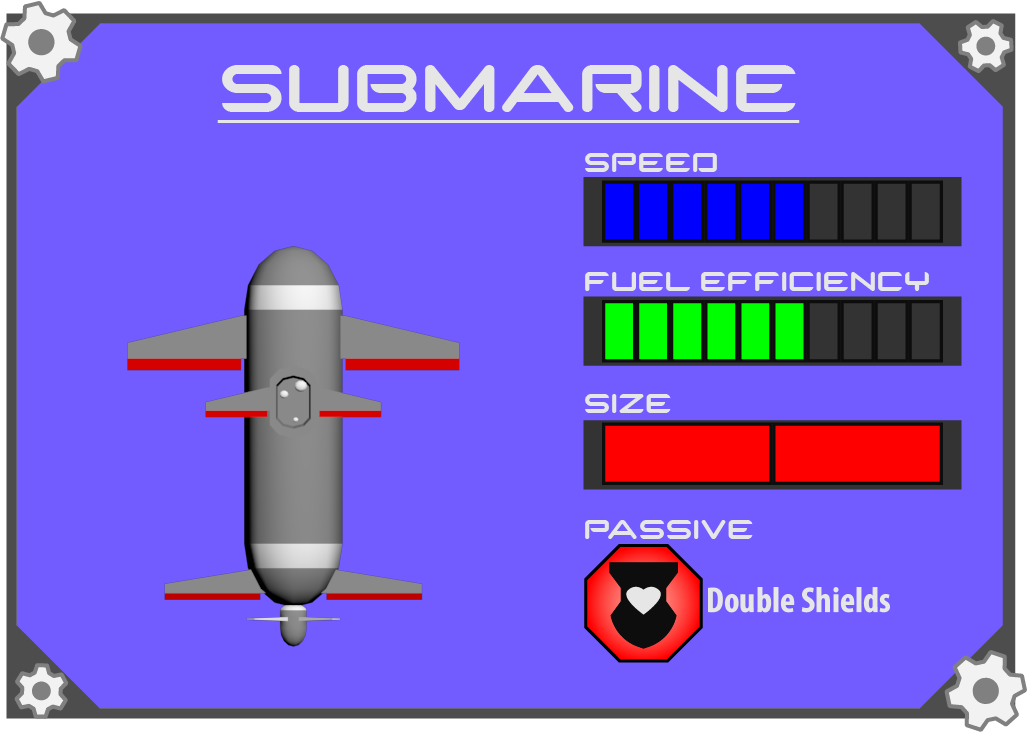 SUBMARINE
SPEED
FUEL EFFICIENCY
SIZE
PASSIVE
Double Shields